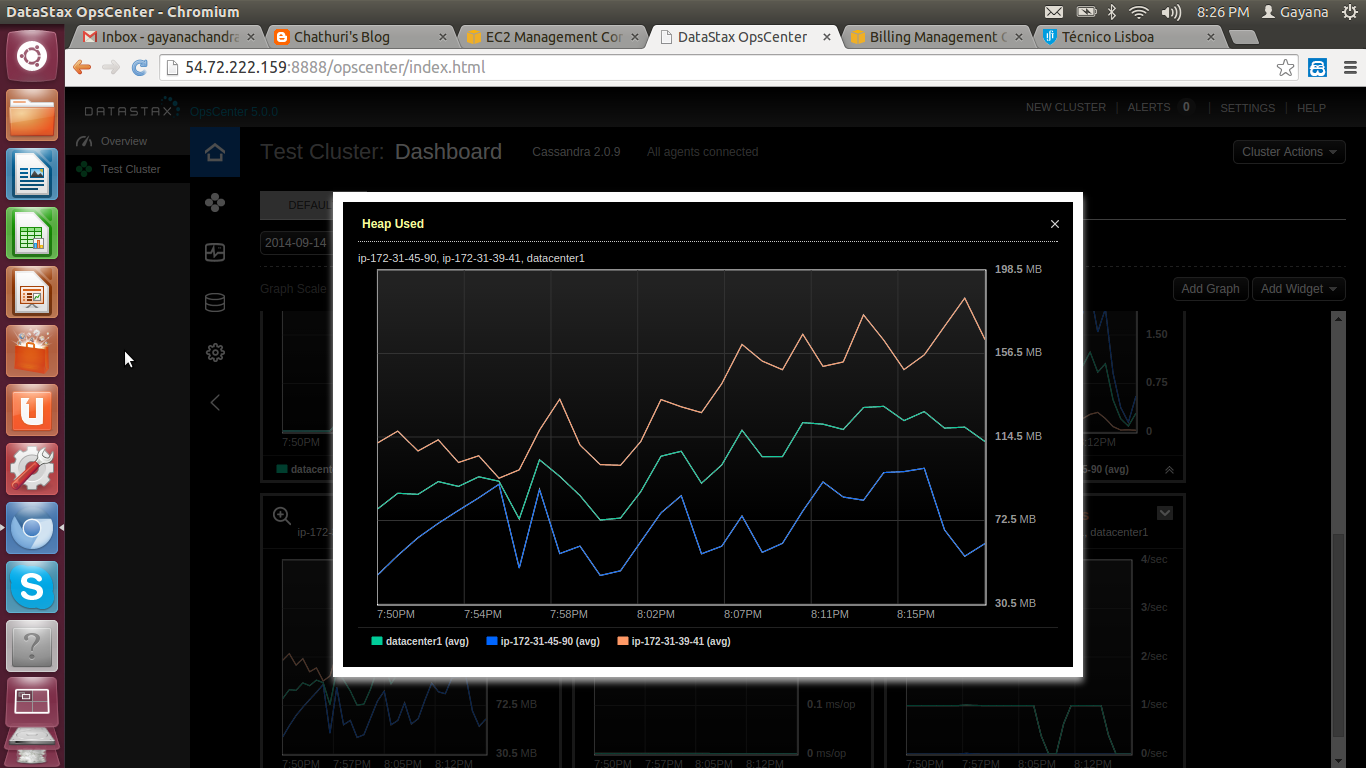 DataStax OpsCenter - Chromium
8:26 PM Gayana
Inbox - gayanachandra
Chathuri's Blog
EC2 Management Con
DataStax OpsCenter
Billing Management C
Técnico Lisboa
54.72.222.159:8888/opscenter/index.html
DATASTAX OpsCenter 5.0.0
NEW CLUSTER | ALERTS 0 | SETTINGS | HELP
Overview
Test Cluster
Test Cluster: Dashboard Cassandra 2.0.9 All agents connected
Cluster Actions
DEFAU
2014-09-14
Graph Scale
Add Graph Add Widget
Heap Used
ip-172-31-45-90, ip-172-31-39-41, datacenter1
198.5 MB
156.5 MB
114.5 MB
72.5 MB
30.5 MB
7:50PM 7:54PM 7:58PM 8:02PM 8:07PM 8:11PM 8:15PM
datacenter1 (avg) ip-172-31-45-90 (avg) ip-172-31-39-41 (avg)
1.50
0.75
0
7:50PM
8:12PM
datacent
5-90 (avg)
ip-172-
, datacenter1
4/sec
3/sec
2/sec
72.5 MB
0.1 ms/op
1/sec
30.5 MB
0 ms/op
0/sec
7:50PM 7:57PM 8:05PM 8:12PM
7:50PM 7:57PM 8:05PM 8:12PM
7:50PM 7:57PM 8:05PM 8:12PM